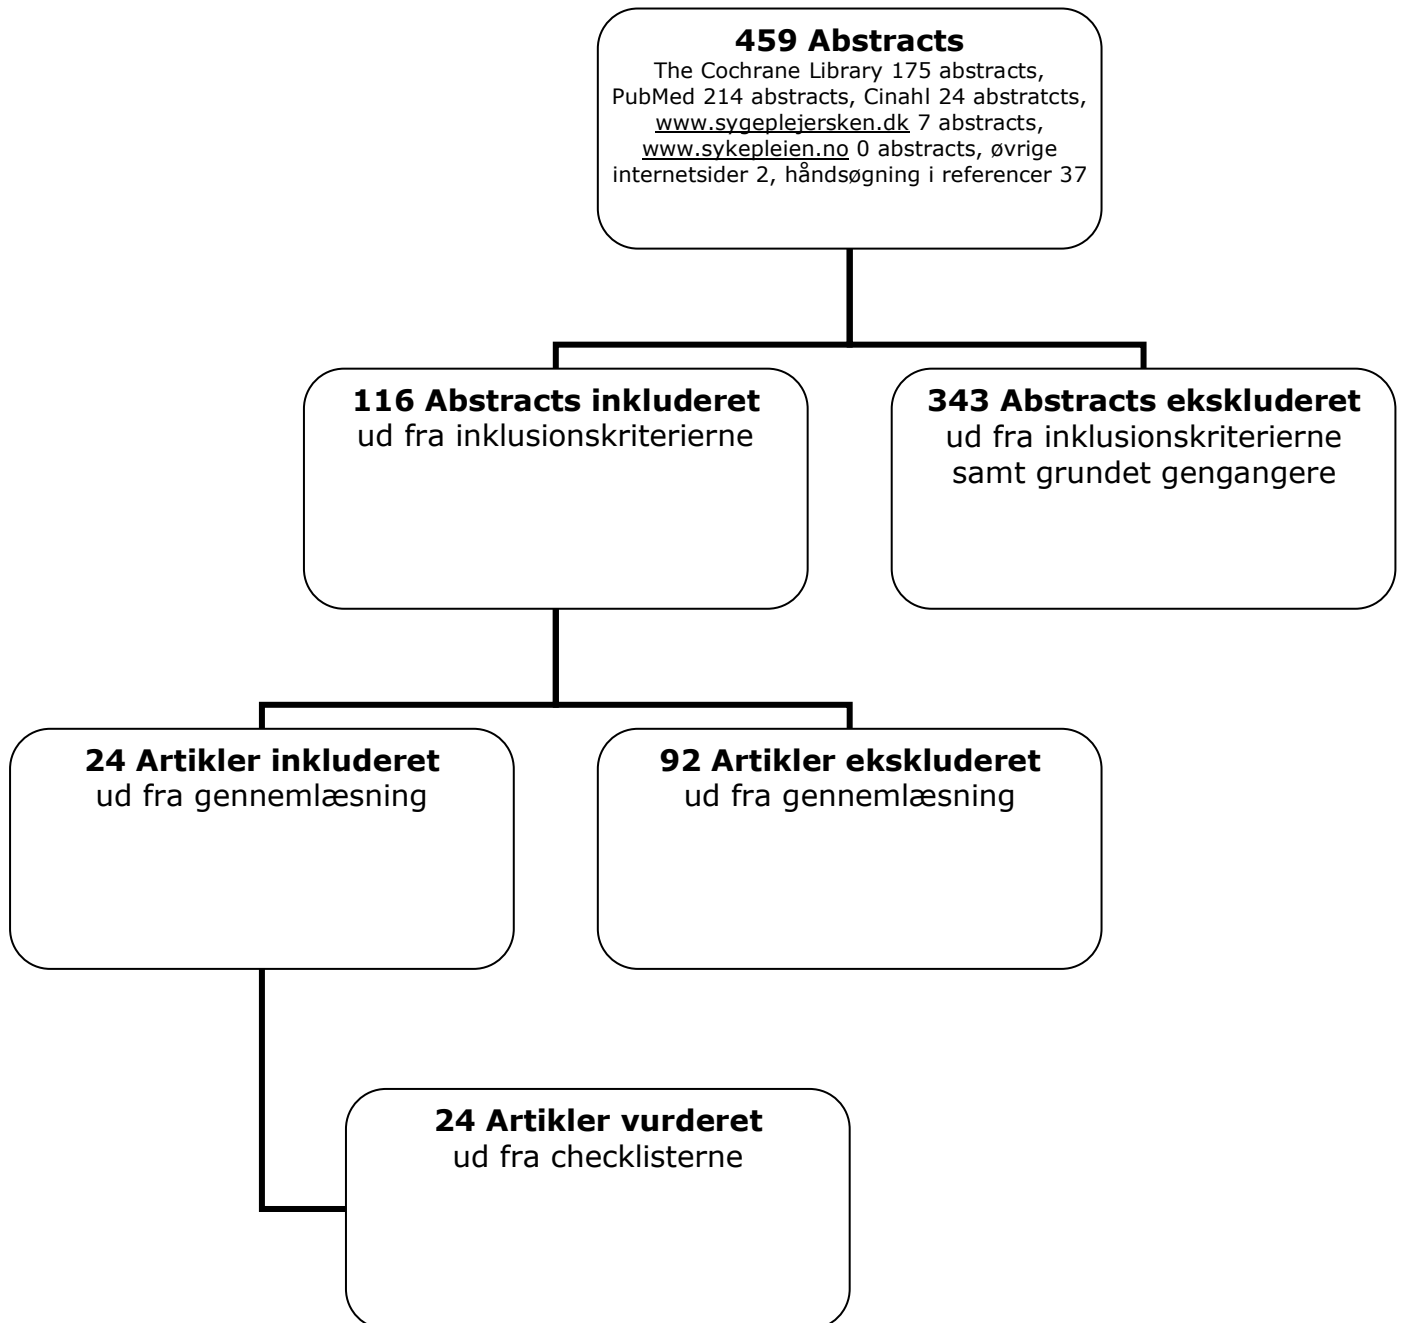 459 Abstracts
The Cochrane Library 175 abstracts,
PubMed 214 abstracts, Cinahl 24 abstratcts,
www.sygeplejersken.dk 7 abstracts,
www.sykepleien.no 0 abstracts, øvrige
internetsider 2, håndsøgning i referencer 37
116 Abstracts inkluderet
ud fra inklusionskriterierne
343 Abstracts ekskluderet
ud fra inklusionskriterierne
samt grundet gengangere
24 Artikler inkluderet
ud fra gennemlæsning
92 Artikler ekskluderet
ud fra gennemlæsning
24 Artikler vurderet
ud fra checklisterne